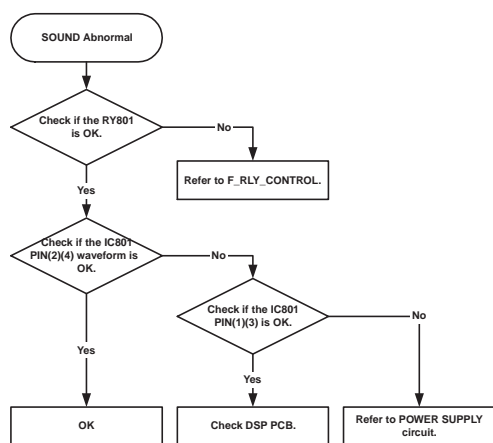 SOUND Abnormal
Check if the RY801
is OK.
No
Refer to F_RLY_CONTROL.
Yes
Check if the IC801
PIN(2)(4) waveform is
OK.
No
Check if the IC801
PIN(1)(3) is OK.
No
Yes
Yes
OK
Check DSP PCB.
Refer to POWER SUPPLY
circuit.